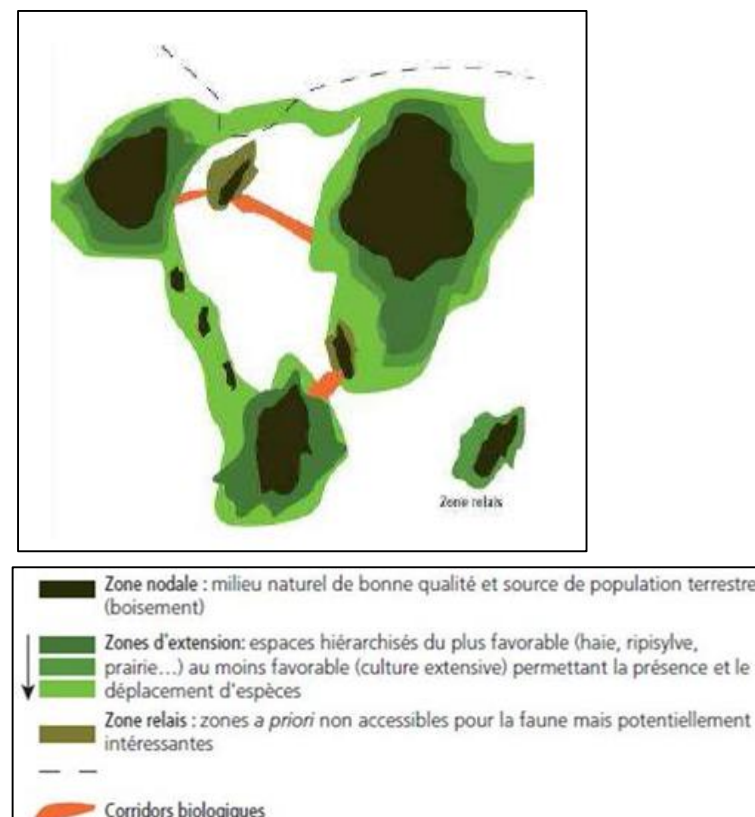 Zone relais
Zone nodale : milieu naturel de bonne qualité et source de population terrestre
(boisement)
Zones d'extension: espaces hiérarchisés du plus favorable (haie, ripisylve,
prairie...) au moins favorable (culture extensive) permettant la présence et le
déplacement d'espèces
Zone relais : zones a priori non accessibles pour la faune mais potentiellement
intéressantes
Corridors biologiques